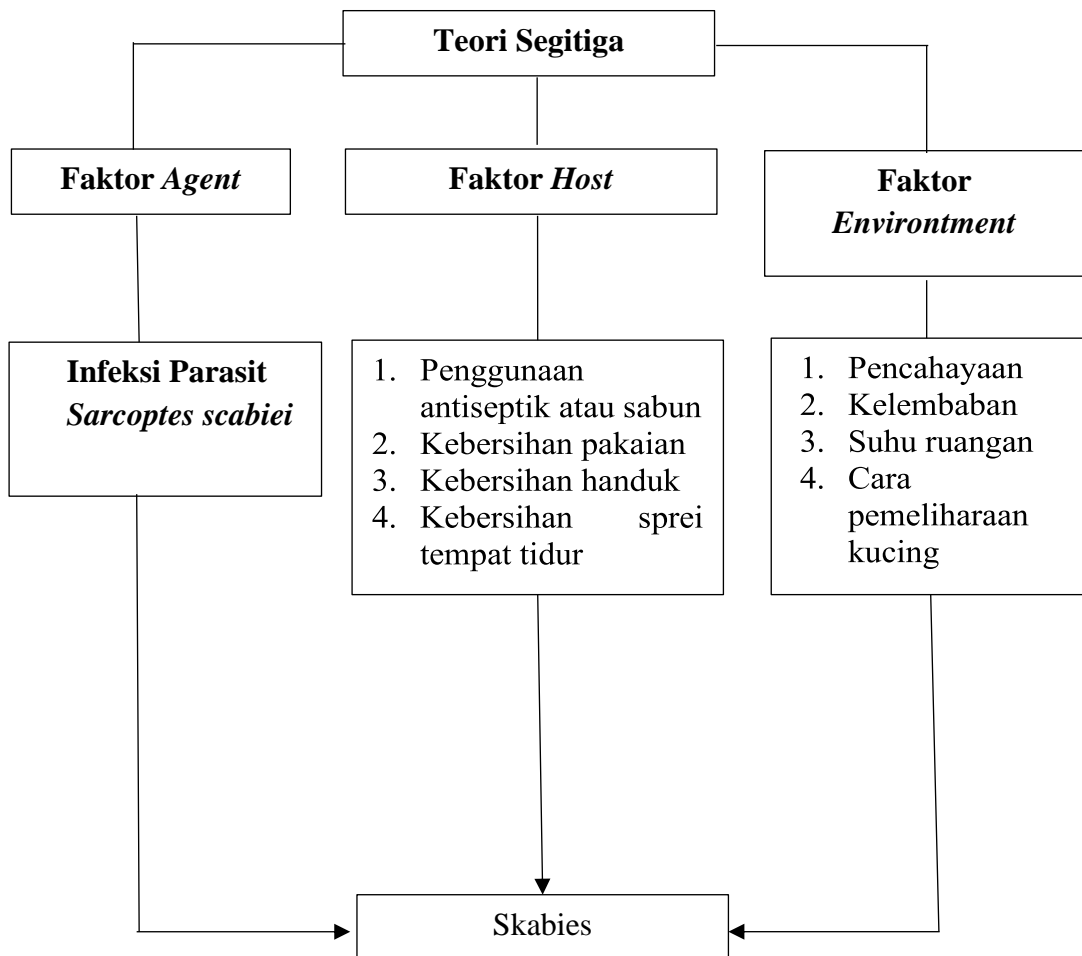 Teori Segitiga
Faktor Agent
Faktor Host
Faktor
Environtment
Infeksi Parasit
Sarcoptes scabiei
1. Penggunaan
antiseptik atau sabun
2. Kebersihan pakaian
3. Kebersihan handuk
4. Kebersihan sprei
tempat tidur
1. Pencahayaan
2. Kelembaban
3. Suhu ruangan
4. Cara
pemeliharaan
kucing
Skabies